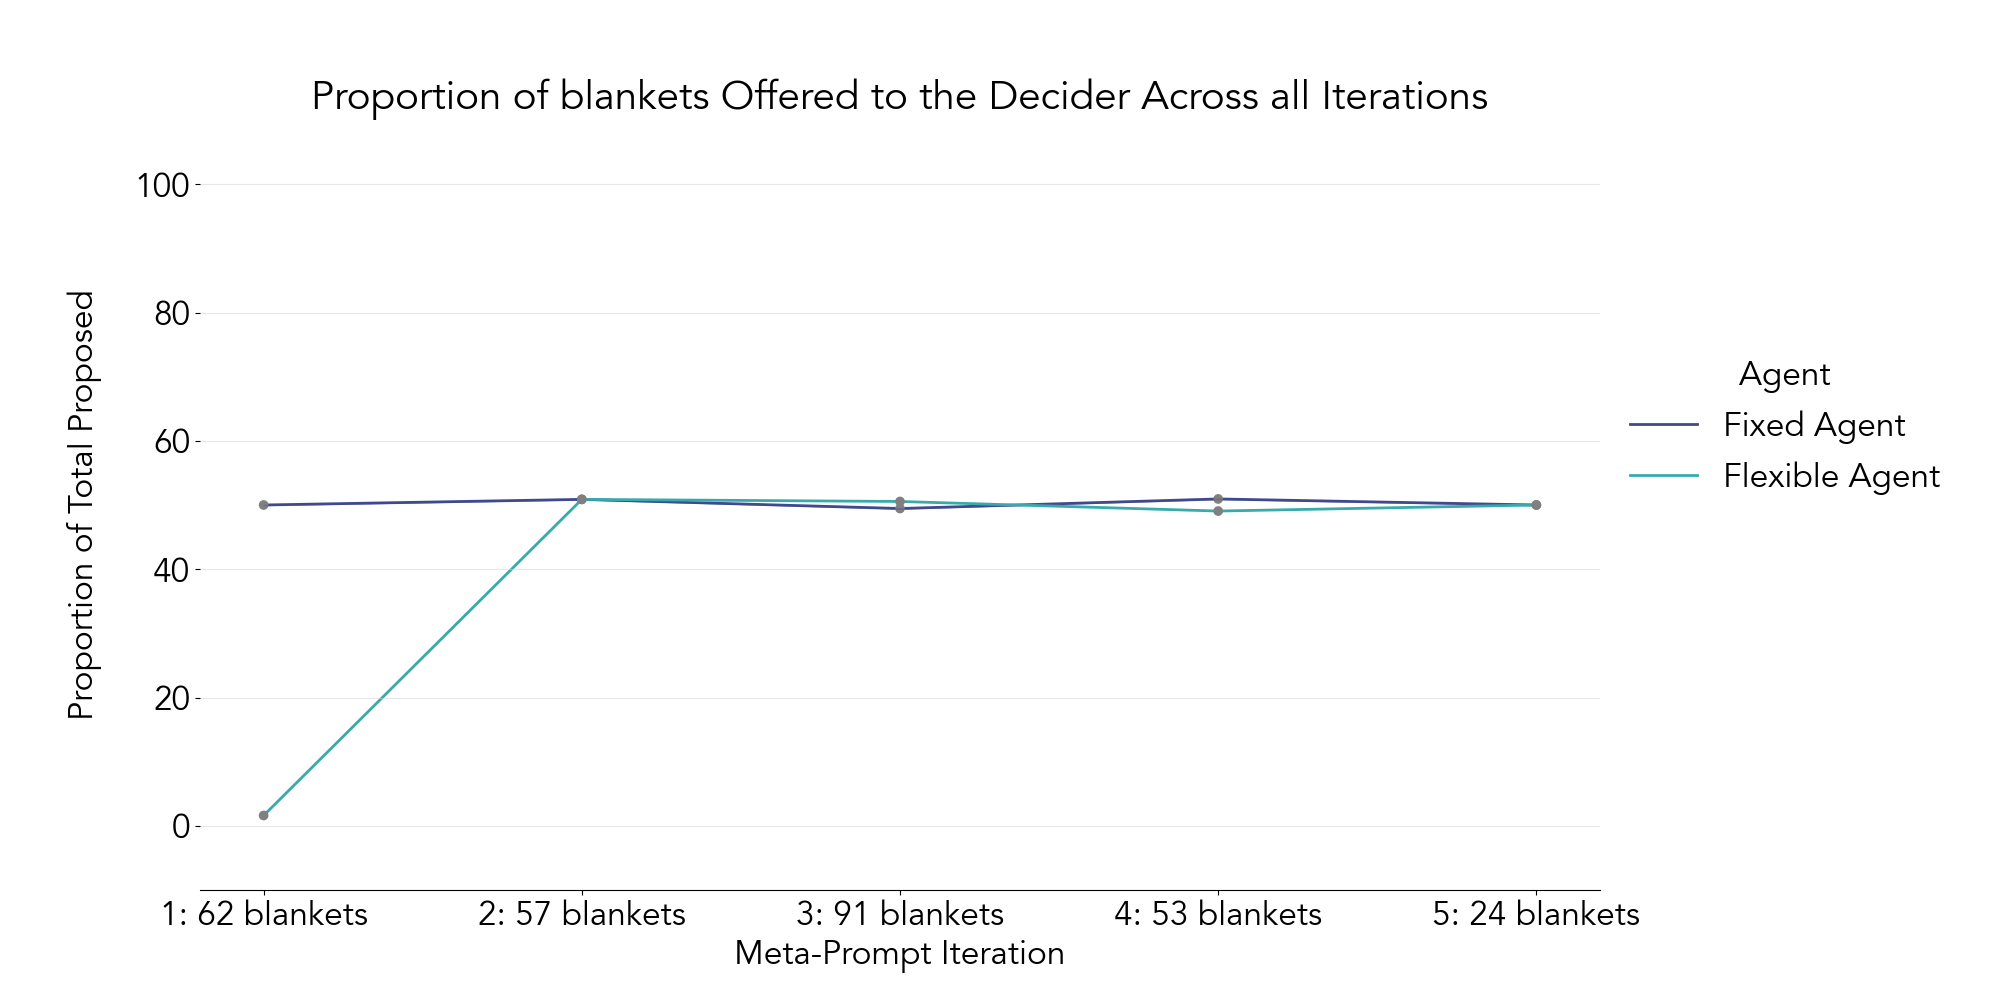 Proportion of blankets Offered to the Decider Across all Iterations
Proportion of Total Proposed
100
80
60
40
20
0
1: 62 blankets
2: 57 blankets
3: 91 blankets
4: 53 blankets
5: 24 blankets
Meta-Prompt Iteration
Agent
Fixed Agent
Flexible Agent